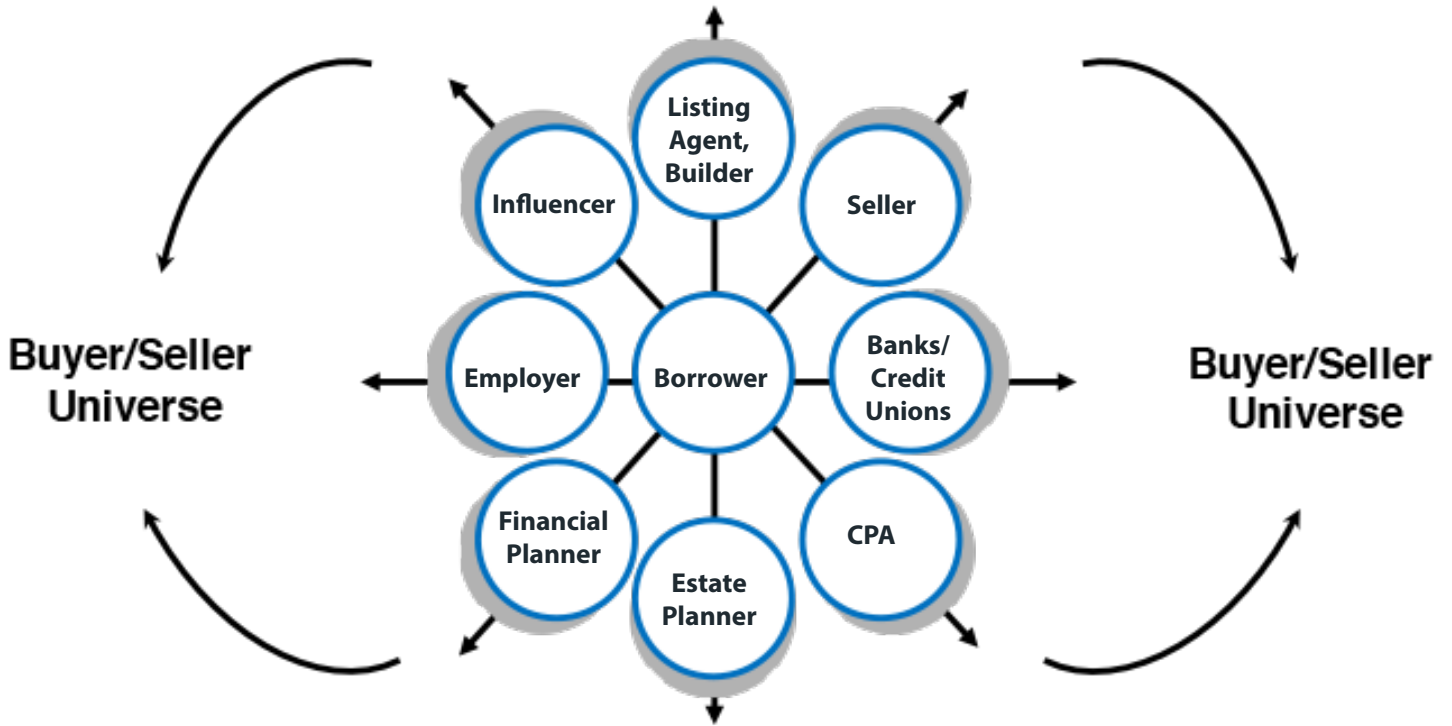 Listing
Agent,
Builder
Influencer
Seller
Buyer/Seller
Universe
Employer
Borrower
Banks/
Credit
Unions
Buyer/Seller
Universe
Financial
Planner
Estate
Planner
CPA